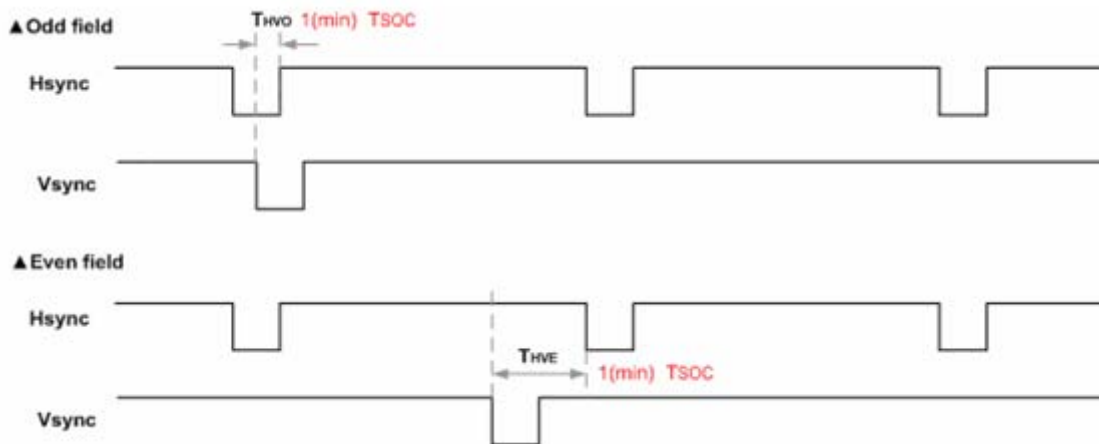 THVO 1(min) TSOC
▲Odd field
Hsync
Vsync
▲Even field
Hsync
THVE
1(min) TSOC
Vsync